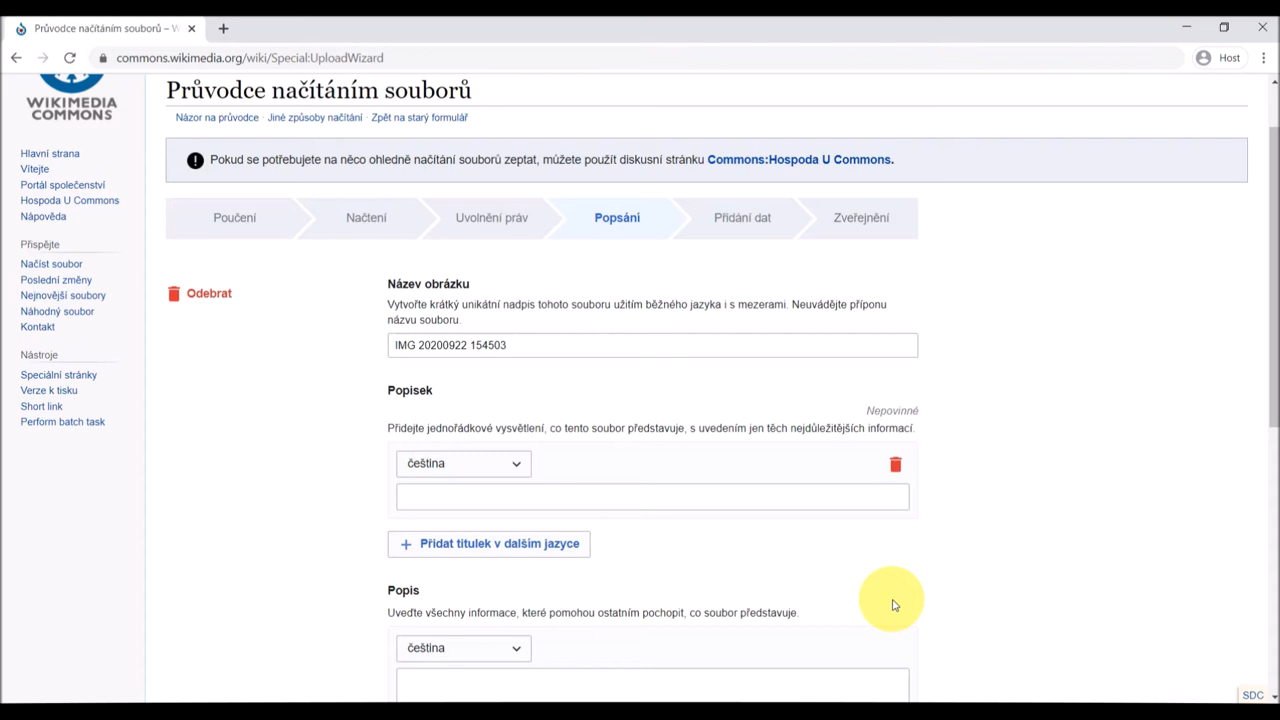 Průvodce načítáním souborů – W
commons.wikimedia.org/wiki/Special:UploadWizard
Host
WIKIMEDIA
COMMONS
Hlavní strana
Vítejte
Portál společenství
Hospoda U Commons
Nápověda
Přispějte
Načíst soubor
Poslední změny
Nejnovější soubory
Náhodný soubor
Kontakt
Nástroje
Speciální stránky
Verze k tisku
Short link
Perform batch task
Průvodce načítáním souborů
Názor na průvodce · Jiné způsoby načítání · Zpět na starý formulář
Pokud se potřebujete na něco ohledně načítání souborů zeptat, můžete použít diskusní stránku Commons:Hospoda U Commons.
Poučení
Načtení
Uvolnění práv
Popsání
Přidání dat
Zveřejnění
Odebrat
Název obrázku
Vytvořte krátký unikátní nadpis tohoto souboru užitím běžného jazyka i s mezerami. Neuvádějte příponu
názvu souboru.
IMG 20200922 154503
Popisek
Nepovinné
Přidejte jednořádkové vysvětlení, co tento soubor představuje, s uvedením jen těch nejdůležitějších informací.
čeština
Přidat titulek v dalším jazyce
Popis
Uveďte všechny informace, které pomohou ostatním pochopit, co soubor představuje.
čeština
SDC